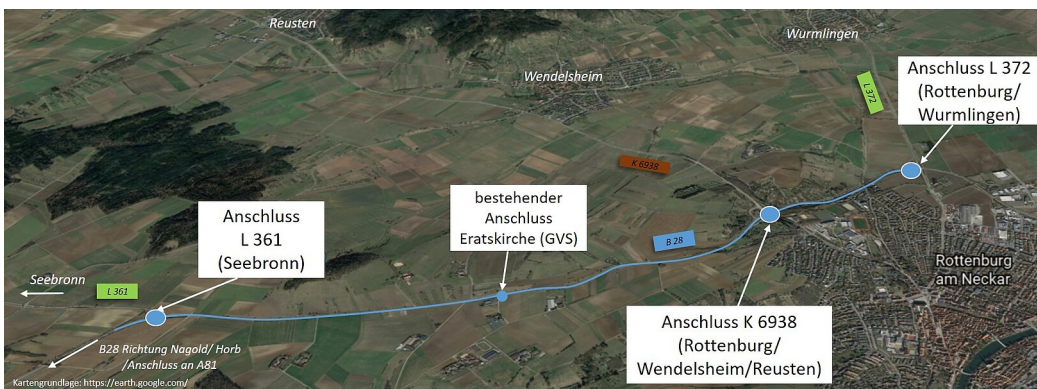 Reusten
Wurmlingen
Wendelsheim
Anschluss L 372
(Rottenburg/
Wurmlingen)
L 372
K 6938
bestehender
Anschluss
Eratskirche (GVS)
Anschluss
L 361
(Seebronn)
B 28
Rottenburg
am Neckar
Seebronn
L 361
Anschluss K 6938
(Rottenburg/
Wendelsheim/Reusten)
B28 Richtung Nagold/ Horb
/Anschluss an A81
Kartengrundlage: https://earth.google.com/